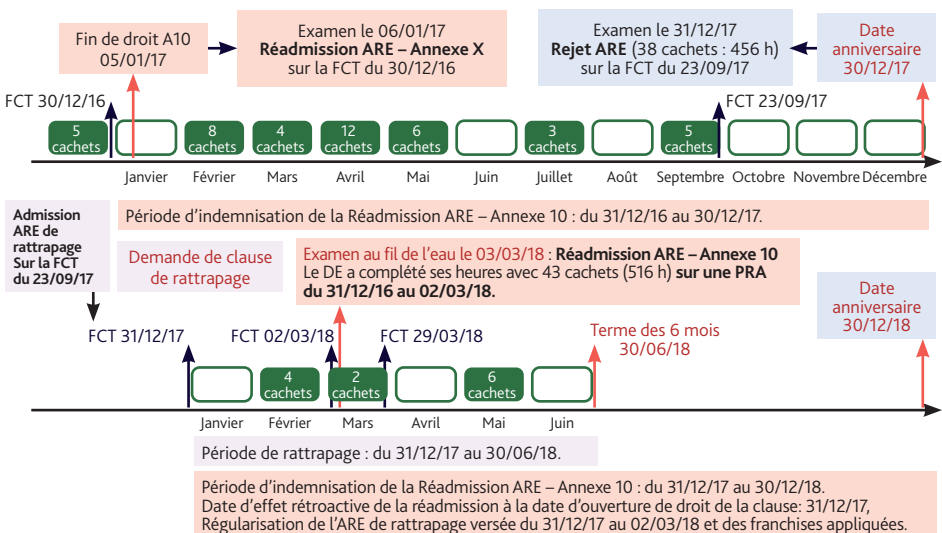 Fin de droit A10
05/01/17
Examen le 06/01/17
Réadmission ARE – Annexe X
sur la FCT du 30/12/16
Examen le 31/12/17
Rejet ARE (38 cachets : 456 h)
sur la FCT du 23/09/17
Date
anniversaire
30/12/17
FCT 30/12/16
FCT 23/09/17
5
cachets
8
cachets
4
cachets
12
cachets
6
cachets
3
cachets
5
cachets
Janvier Février Mars Avril Mai Juin Juillet Août Septembre Octobre Novembre Décembre
Admission
ARE de
rattrapage
Sur la FCT
du 23/09/17
Période d'indemnisation de la Réadmission ARE – Annexe 10 : du 31/12/16 au 30/12/17.
Demande de clause
de rattrapage
Examen au fil de l'eau le 03/03/18 : Réadmission ARE – Annexe 10
Le DE a complété ses heures avec 43 cachets (516 h) sur une PRA
du 31/12/16 au 02/03/18.
Date
anniversaire
30/12/18
FCT 31/12/17
FCT 02/03/18
FCT 29/03/18
Terme des 6 mois
30/06/18
4
cachets
2
cachets
6
cachets
Janvier Février Mars Avril Mai Juin
Période de rattrapage : du 31/12/17 au 30/06/18.
Période d'indemnisation de la Réadmission ARE – Annexe 10 : du 31/12/17 au 30/12/18.
Date d'effet rétroactive de la réadmission à la date d'ouverture de droit de la clause: 31/12/17,
Régularisation de l'ARE de rattrapage versée du 31/12/17 au 02/03/18 et des franchises appliquées.